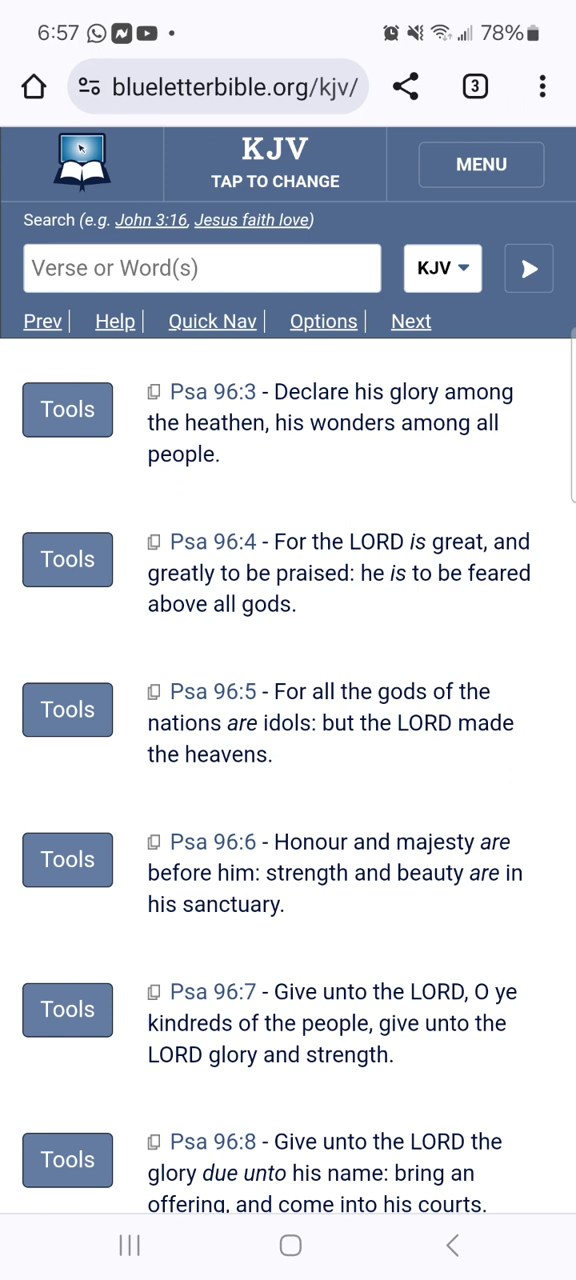 6:57 78%
blueletterbible.org/kjv/ 3
KJV
TAP TO CHANGE
MENU
Search (e.g. John 3:16, Jesus faith love)
Verse or Word(s) KJV
Prev Help Quick Nav Options Next
Tools
Psa 96:3 - Declare his glory among
the heathen, his wonders among all
people.
Tools
Psa 96:4 - For the LORD is great, and
greatly to be praised: he is to be feared
above all gods.
Tools
Psa 96:5 - For all the gods of the
nations are idols: but the LORD made
the heavens.
Tools
Psa 96:6 - Honour and majesty are
before him: strength and beauty are in
his sanctuary.
Tools
Psa 96:7 - Give unto the LORD, O ye
kindreds of the people, give unto the
LORD glory and strength.
Tools
Psa 96:8 - Give unto the LORD the
glory due unto his name: bring an
offering, and come into his courts.